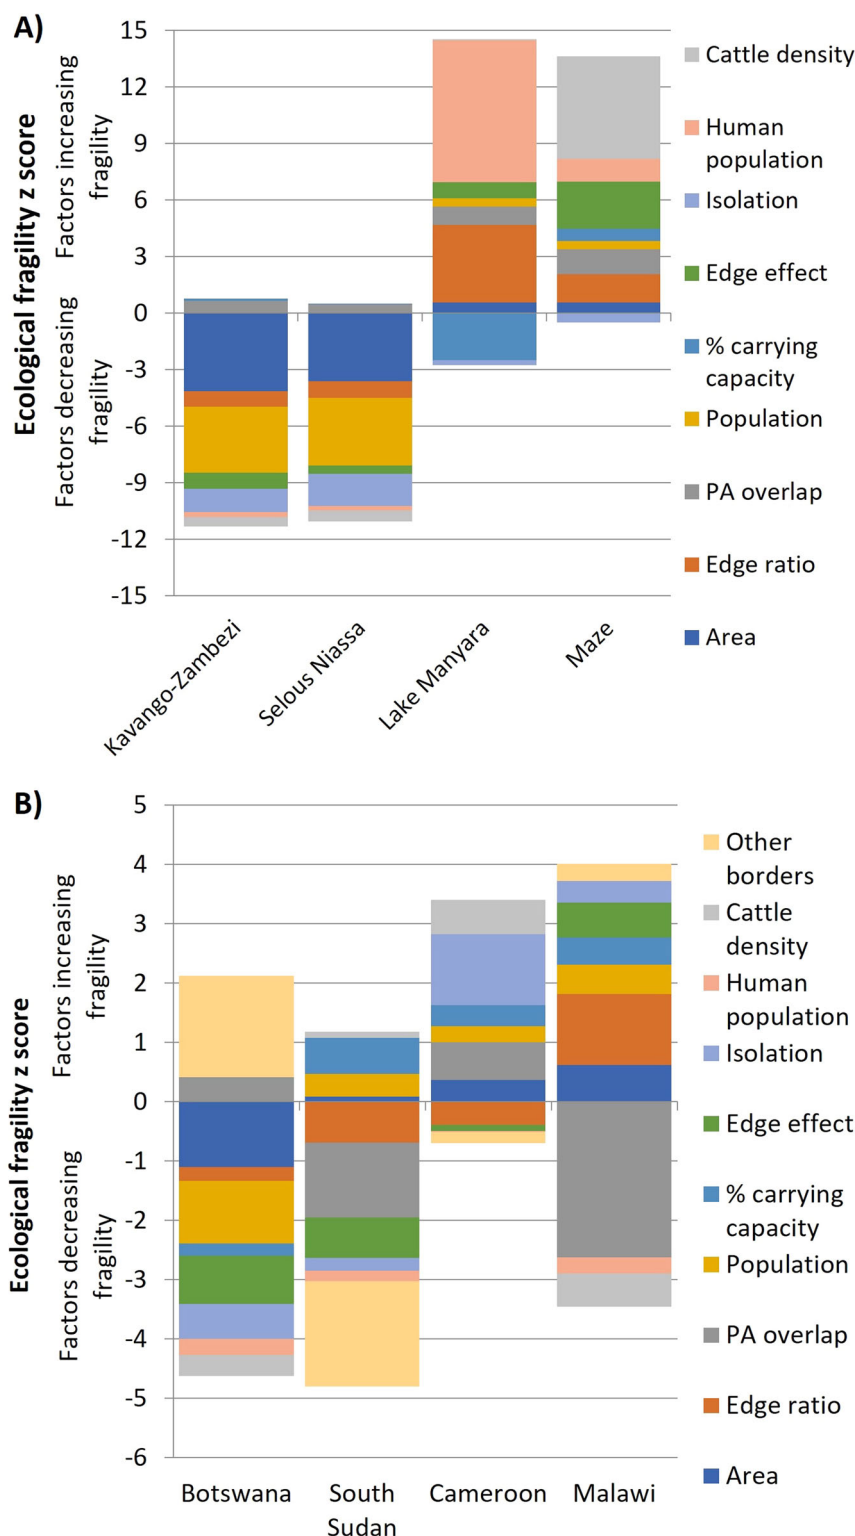 A)
Ecological fragility z score
Factors increasing
fragility
Factors decreasing
fragility
15
12
9
6
3
0
-3
-6
-9
-12
-15
Kavango-Zambezi
Selous Niassa
Lake Manyara
Maze
Cattle density
Human
population
Isolation
Edge effect
% carrying
capacity
Population
PA overlap
Edge ratio
Area
B)
Ecological fragility z score
Factors increasing
fragility
Factors decreasing
fragility
5
4
3
2
1
0
-1
-2
-3
-4
-5
-6
Botswana
South
Sudan
Cameroon
Malawi
Other
borders
Cattle
density
Human
population
Isolation
Edge effect
% carrying
capacity
Population
PA overlap
Edge ratio
Area